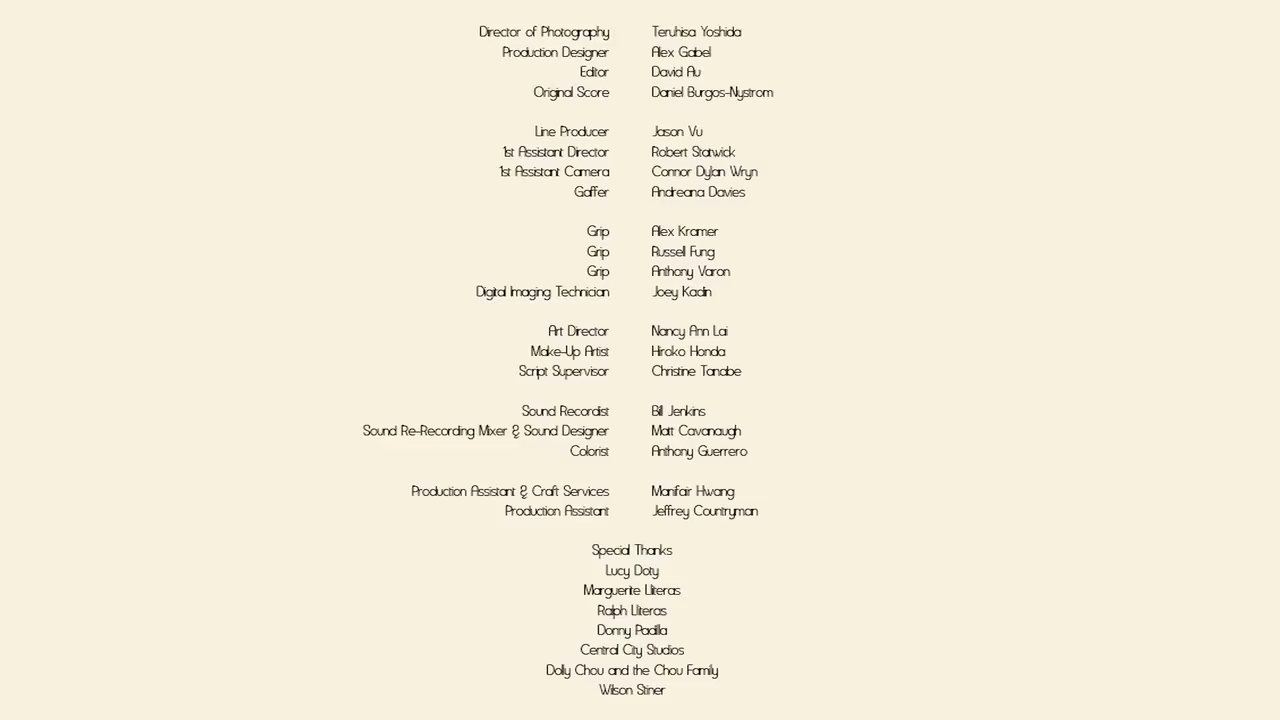 Director of Photography Teruhisa Yoshida
Production Designer Alex Gabel
Editor David Au
Original Score Daniel Burgos-Nystrom
Line Producer Jason Vu
1st Assistant Director Robert Statwick
1st Assistant Camera Connor Dylan Wryn
Gaffer Andreana Davies
Grip Alex Kramer
Grip Russell Fung
Grip Anthony Varon
Digital Imaging Technician Joey Kadin
Art Director Nancy Ann Lai
Make-Up Artist Hiroko Honda
Script Supervisor Christine Tanabe
Sound Recordist Bill Jenkins
Sound Re-Recording Mixer & Sound Designer Matt Cavanaugh
Colorist Anthony Guerrero
Production Assistant & Craft Services Manifair Hwang
Production Assistant Jeffrey Countryman
Special Thanks
Lucy Doty
Marguerite Lliteras
Ralph Lliteras
Donny Padilla
Central City Studios
Dolly Chou and the Chou Family
Wilson Stiner